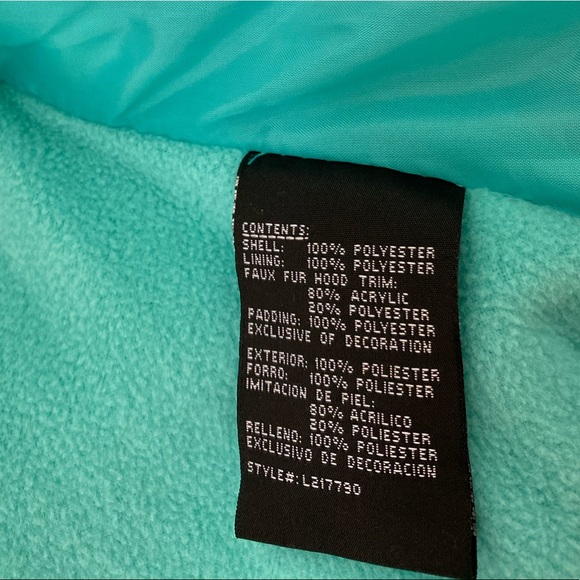 CONTENTS:
SHELL: 100% POLYESTER
LINING: 100% POLYESTER
FAUX FUR HOOD TRIM:
80% ACRYLIC
20% POLYESTER
PADDING: 100% POLYESTER
EXCLUSIVE OF DECORATION
EXTERIOR: 100% POLIESTER
FORRO: 100% POLIESTER
IMITACION DE PIEL:
80% ACRILICO
20% POLIESTER
RELLENO: 100% POLIESTER
EXCLUSIVO DE DECORACION
STYLE#: L217790